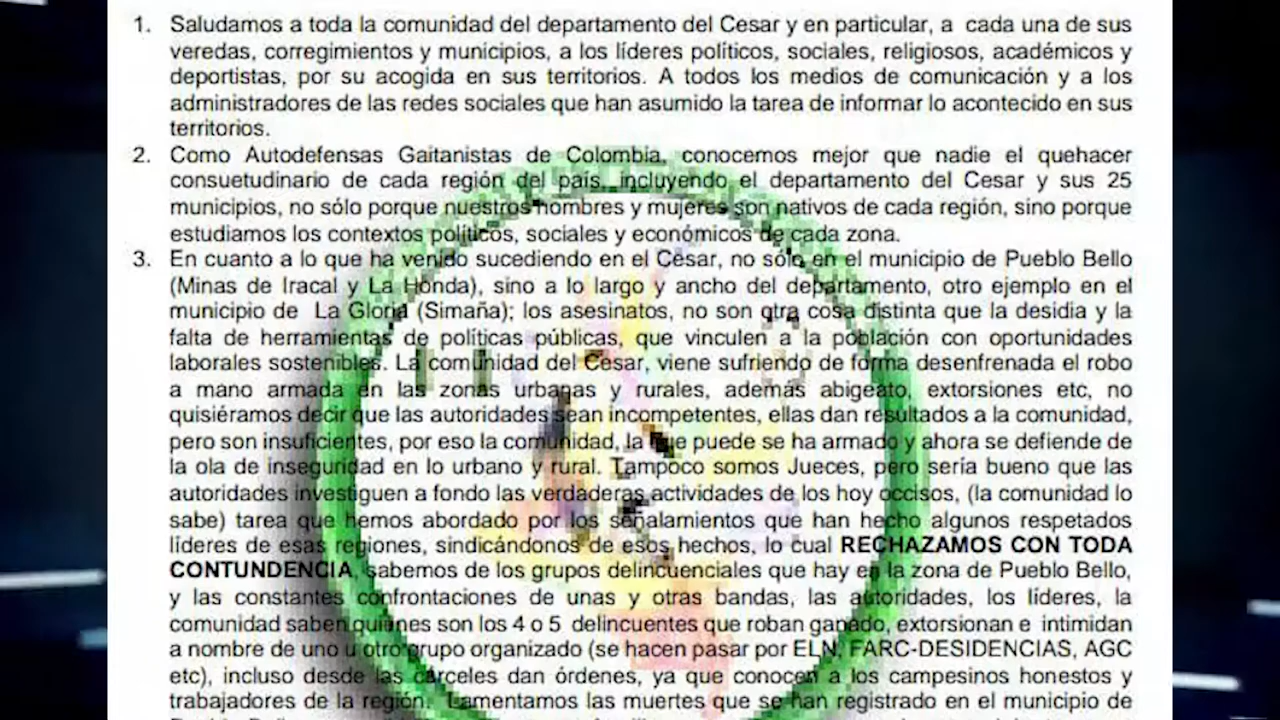 1. Saludamos a toda la comunidad del departamento del Cesar y en particular, a cada una de sus
veredas, corregimientos y municipios, a los líderes políticos, sociales, religiosos, académicos y
deportistas, por su acogida en sus territorios. A todos los medios de comunicación y a los
administradores de las redes sociales que han asumido la tarea de informar lo acontecido en sus
territorios.
2. Como Autodefensas Gaitanistas de Colombia, conocemos mejor que nadie el quehacer
consuetudinario de cada región del país, incluyendo el departamento del Cesar y sus 25
municipios, no sólo porque nuestros hombres y mujeres son nativos de cada región, sino porque
estudiamos los contextos políticos, sociales y económicos de cada zona.
3. En cuanto a lo que ha venido sucediendo en el Cesar, no sólo en el municipio de Pueblo Bello
(Minas de Iracal y La Honda), sino a lo largo y ancho del departamento, otro ejemplo en el
municipio de La Gloria (Simaña); los asesinatos, no son otra cosa distinta que la desidia y la
falta de herramientas de políticas públicas, que vinculen a la población con oportunidades
laborales sostenibles. La comunidad del Cesar, viene sufriendo de forma desenfrenada el robo
a mano armada en las zonas urbanas y rurales, además abigeato, extorsiones etc, no
quisiéramos decir que las autoridades sean incompetentes, ellas dan resultados a la comunidad,
pero son insuficientes, por eso la comunidad, la que puede se ha armado y ahora se defiende de
la ola de inseguridad en lo urbano y rural. Tampoco somos Jueces, pero sería bueno que las
autoridades investiguen a fondo las verdaderas actividades de los hoy occisos, (la comunidad lo
sabe) tarea que hemos abordado por los señalamientos que han hecho algunos respetados
líderes de esas regiones, sindicándonos de esos hechos, lo cual RECHAZAMOS CON TODA
CONTUNDENCIA, sabemos de los grupos delincuenciales que hay en la zona de Pueblo Bello,
y las constantes confrontaciones de unas y otras bandas, las autoridades, los líderes, la
comunidad saben quiénes son los 4 o 5 delincuentes que roban ganado, extorsionan e intimidan
a nombre de uno u otro grupo organizado (se hacen pasar por ELN, FARC-DESIDENCIAS, AGC
etc), incluso desde las cárceles dan órdenes, ya que conocen a los campesinos honestos y
trabajadores de la región. Lamentamos las muertes que se han registrado en el municipio de